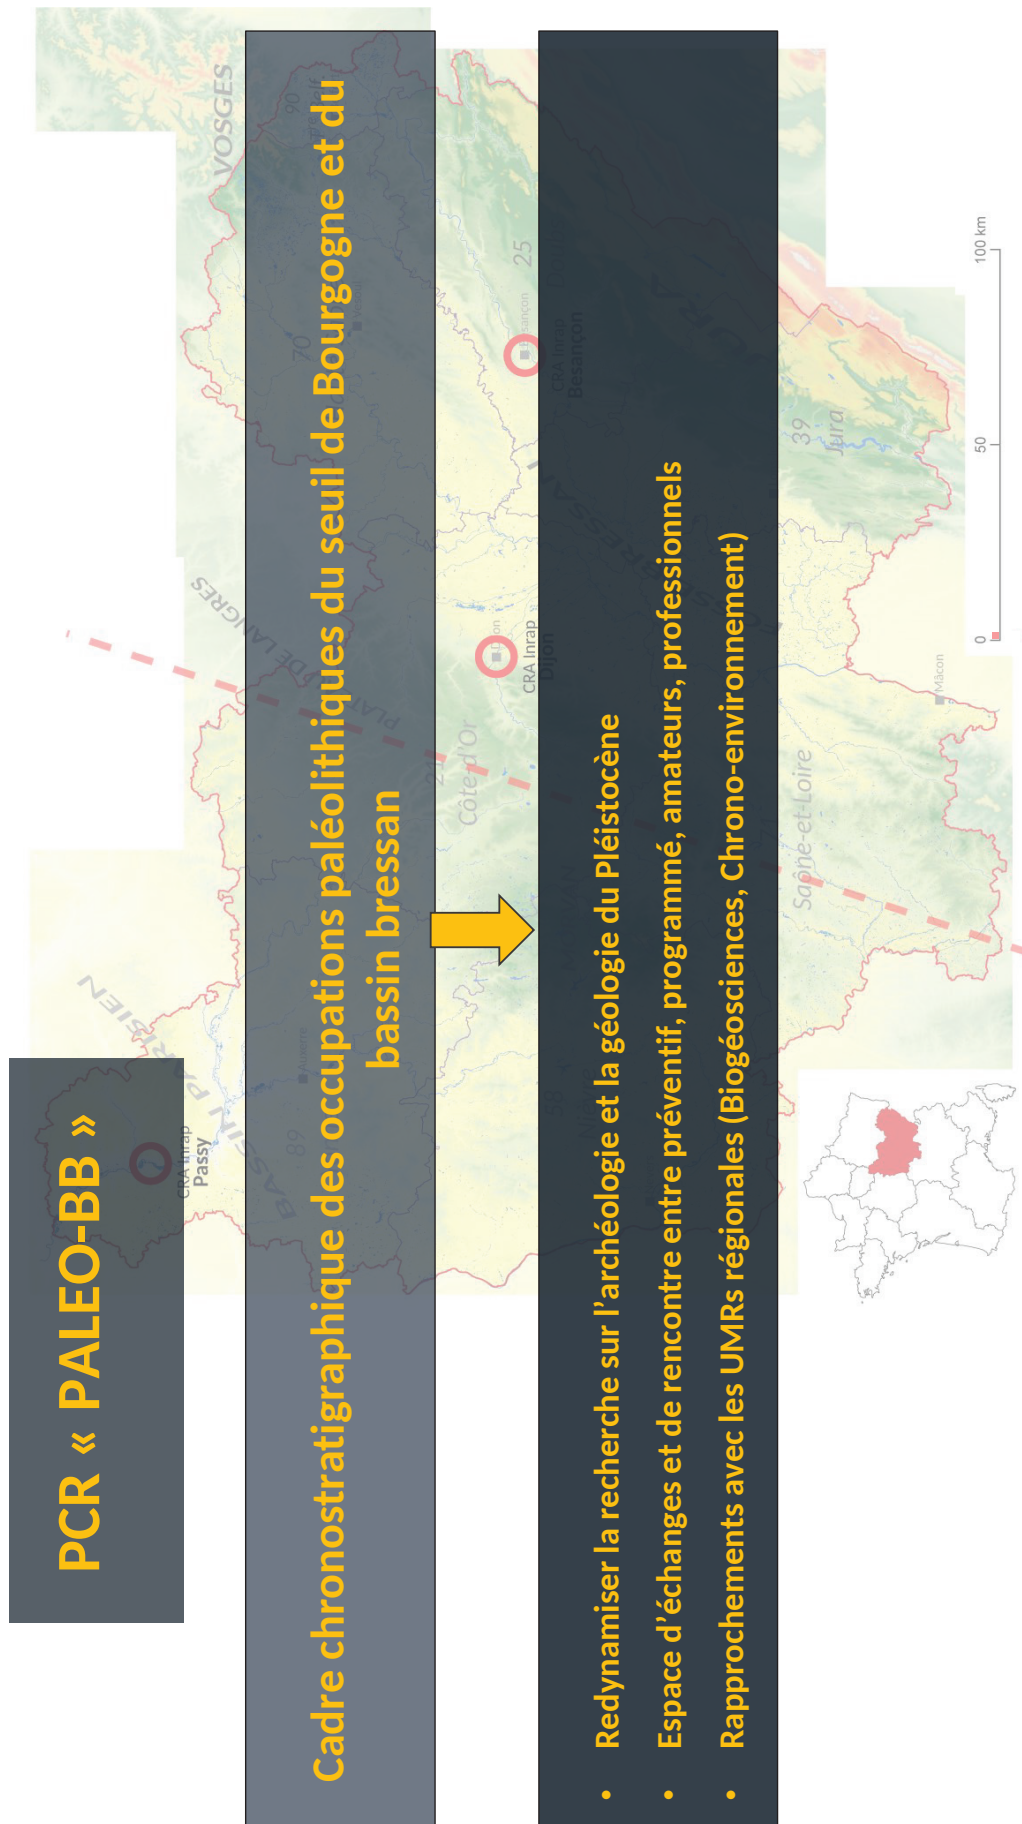 PCR « PALEO-BB »
Cadre chronostratigraphique des occupations paléolithiques du seuil de Bourgogne et du
bassin bressan
• Redynamiser la recherche sur l'archéologie et la géologie du Pléistocène
• Espace d'échanges et de rencontre entre préventif, programmé, amateurs, professionnels
• Rapprochements avec les UMRs régionales (Biogéosciences, Chrono-environnement)
VOSGES
90
70
25
39
Jura
PLATEAU DE LANGRES
21
Côte-d'Or
Saône-et-Loire
BASSIN PARISIEN
89
Auxerre
58
CRA Inrap
Passy
CRA Inrap
Dijon
CRA Inrap
Besançon
Mâcon
0
50
100 km